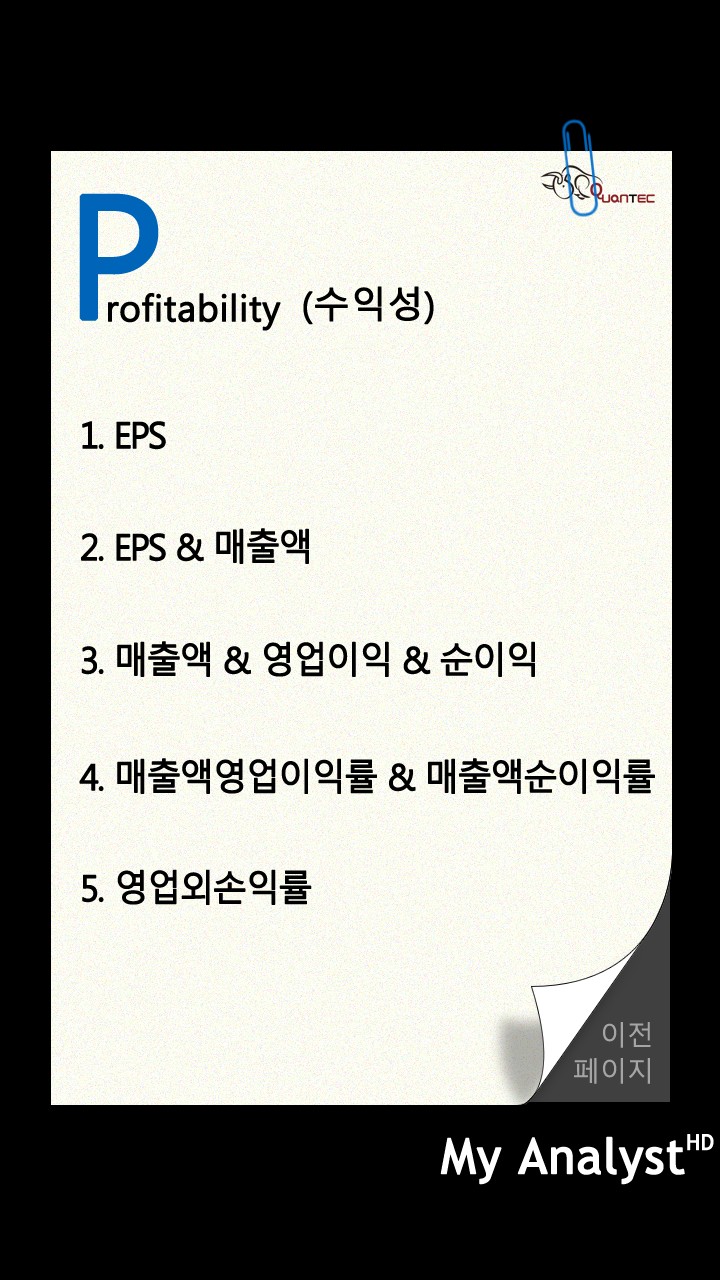 QUANTEC
Profitability (수익성)
1. EPS
2. EPS & 매출액
3. 매출액 & 영업이익 & 순이익
4. 매출액영업이익률 & 매출액순이익률
5. 영업외손익률
이전
페이지
My Analyst HD